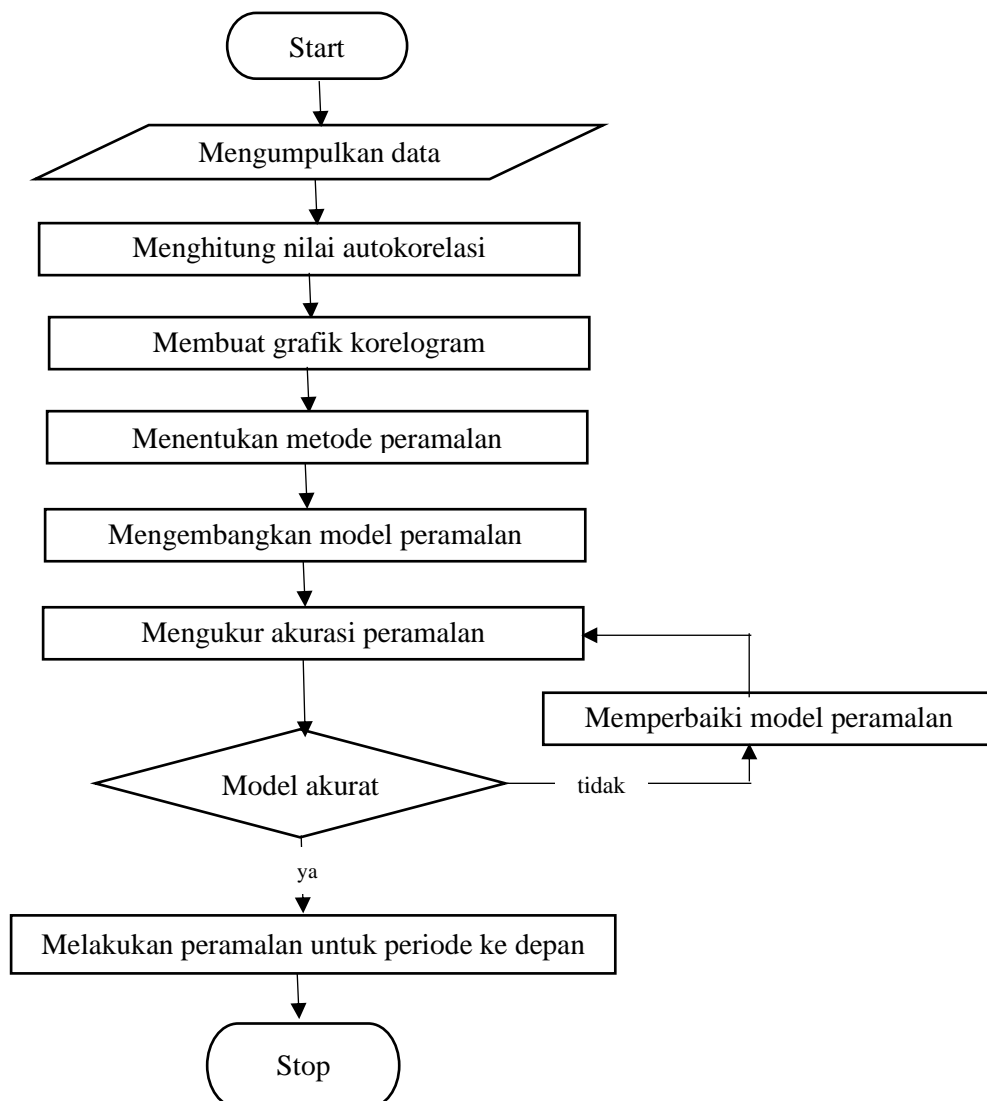 Start
Mengumpulkan data
Menghitung nilai autokorelasi
Membuat grafik korelogram
Menentukan metode peramalan
Mengembangkan model peramalan
Mengukur akurasi peramalan
Memperbaiki model peramalan
Model akurat
tidak
ya
Melakukan peramalan untuk periode ke depan
Stop